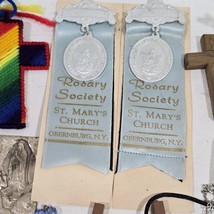 Rosary
Society
ST. MARY'S
CHURCH
OBERNBURG, N.Y.
Rosary
Society
ST. MARY'S
CHURCH
OBERNBURG, N.Y.